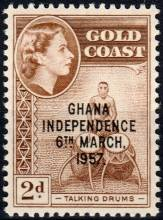 GOLD
COAST
GHANA
INDEPENDENCE
6TH MARCH,
1957.
2d.
TALKING DRUMS